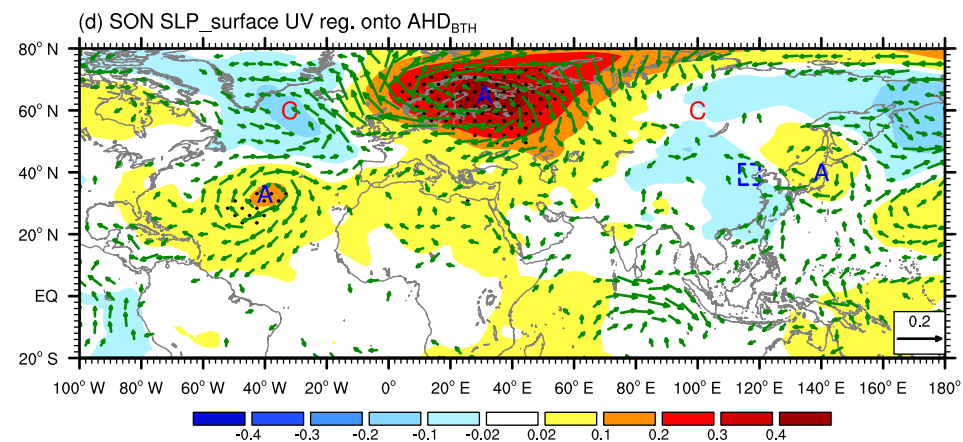 (d) SON SLP_surface UV reg. onto AHD_BTH
80° N
60° N
40° N
20° N
EQ
20° S
C
A
A
C
A
0.2
100° W 80° W 60° W 40° W 20° W 0° 20° E 40° E 60° E 80° E 100° E 120° E 140° E 160° E 180°
-0.4 -0.3 -0.2 -0.1 -0.02 0.02 0.1 0.2 0.3 0.4